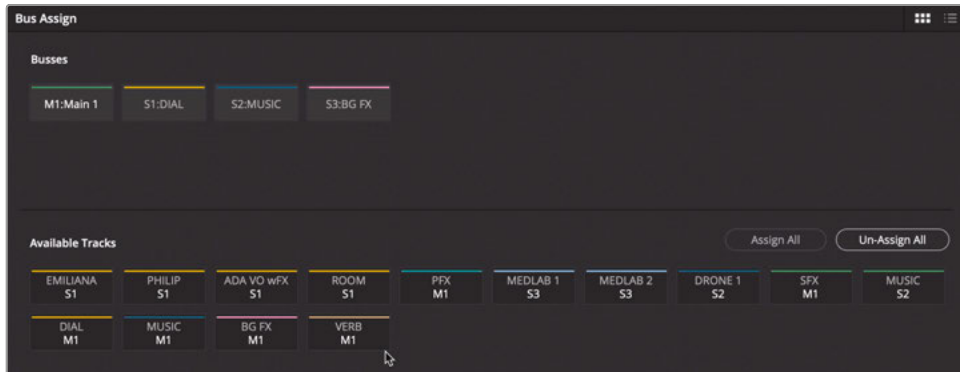 Bus Assign
Busses
M1:Main 1 S1:DIAL S2:MUSIC S3:BG FX
Available Tracks Assign All Un-Assign All
EMILIANA PHILIP ADA VO wFX ROOM PFX MEDLAB 1 MEDLAB 2 DRONE 1 SFX MUSIC
S1 S1 S1 S1 M1 S3 S3 S2 M1 S2
DIAL MUSIC BG FX VERB
M1 M1 M1 M1